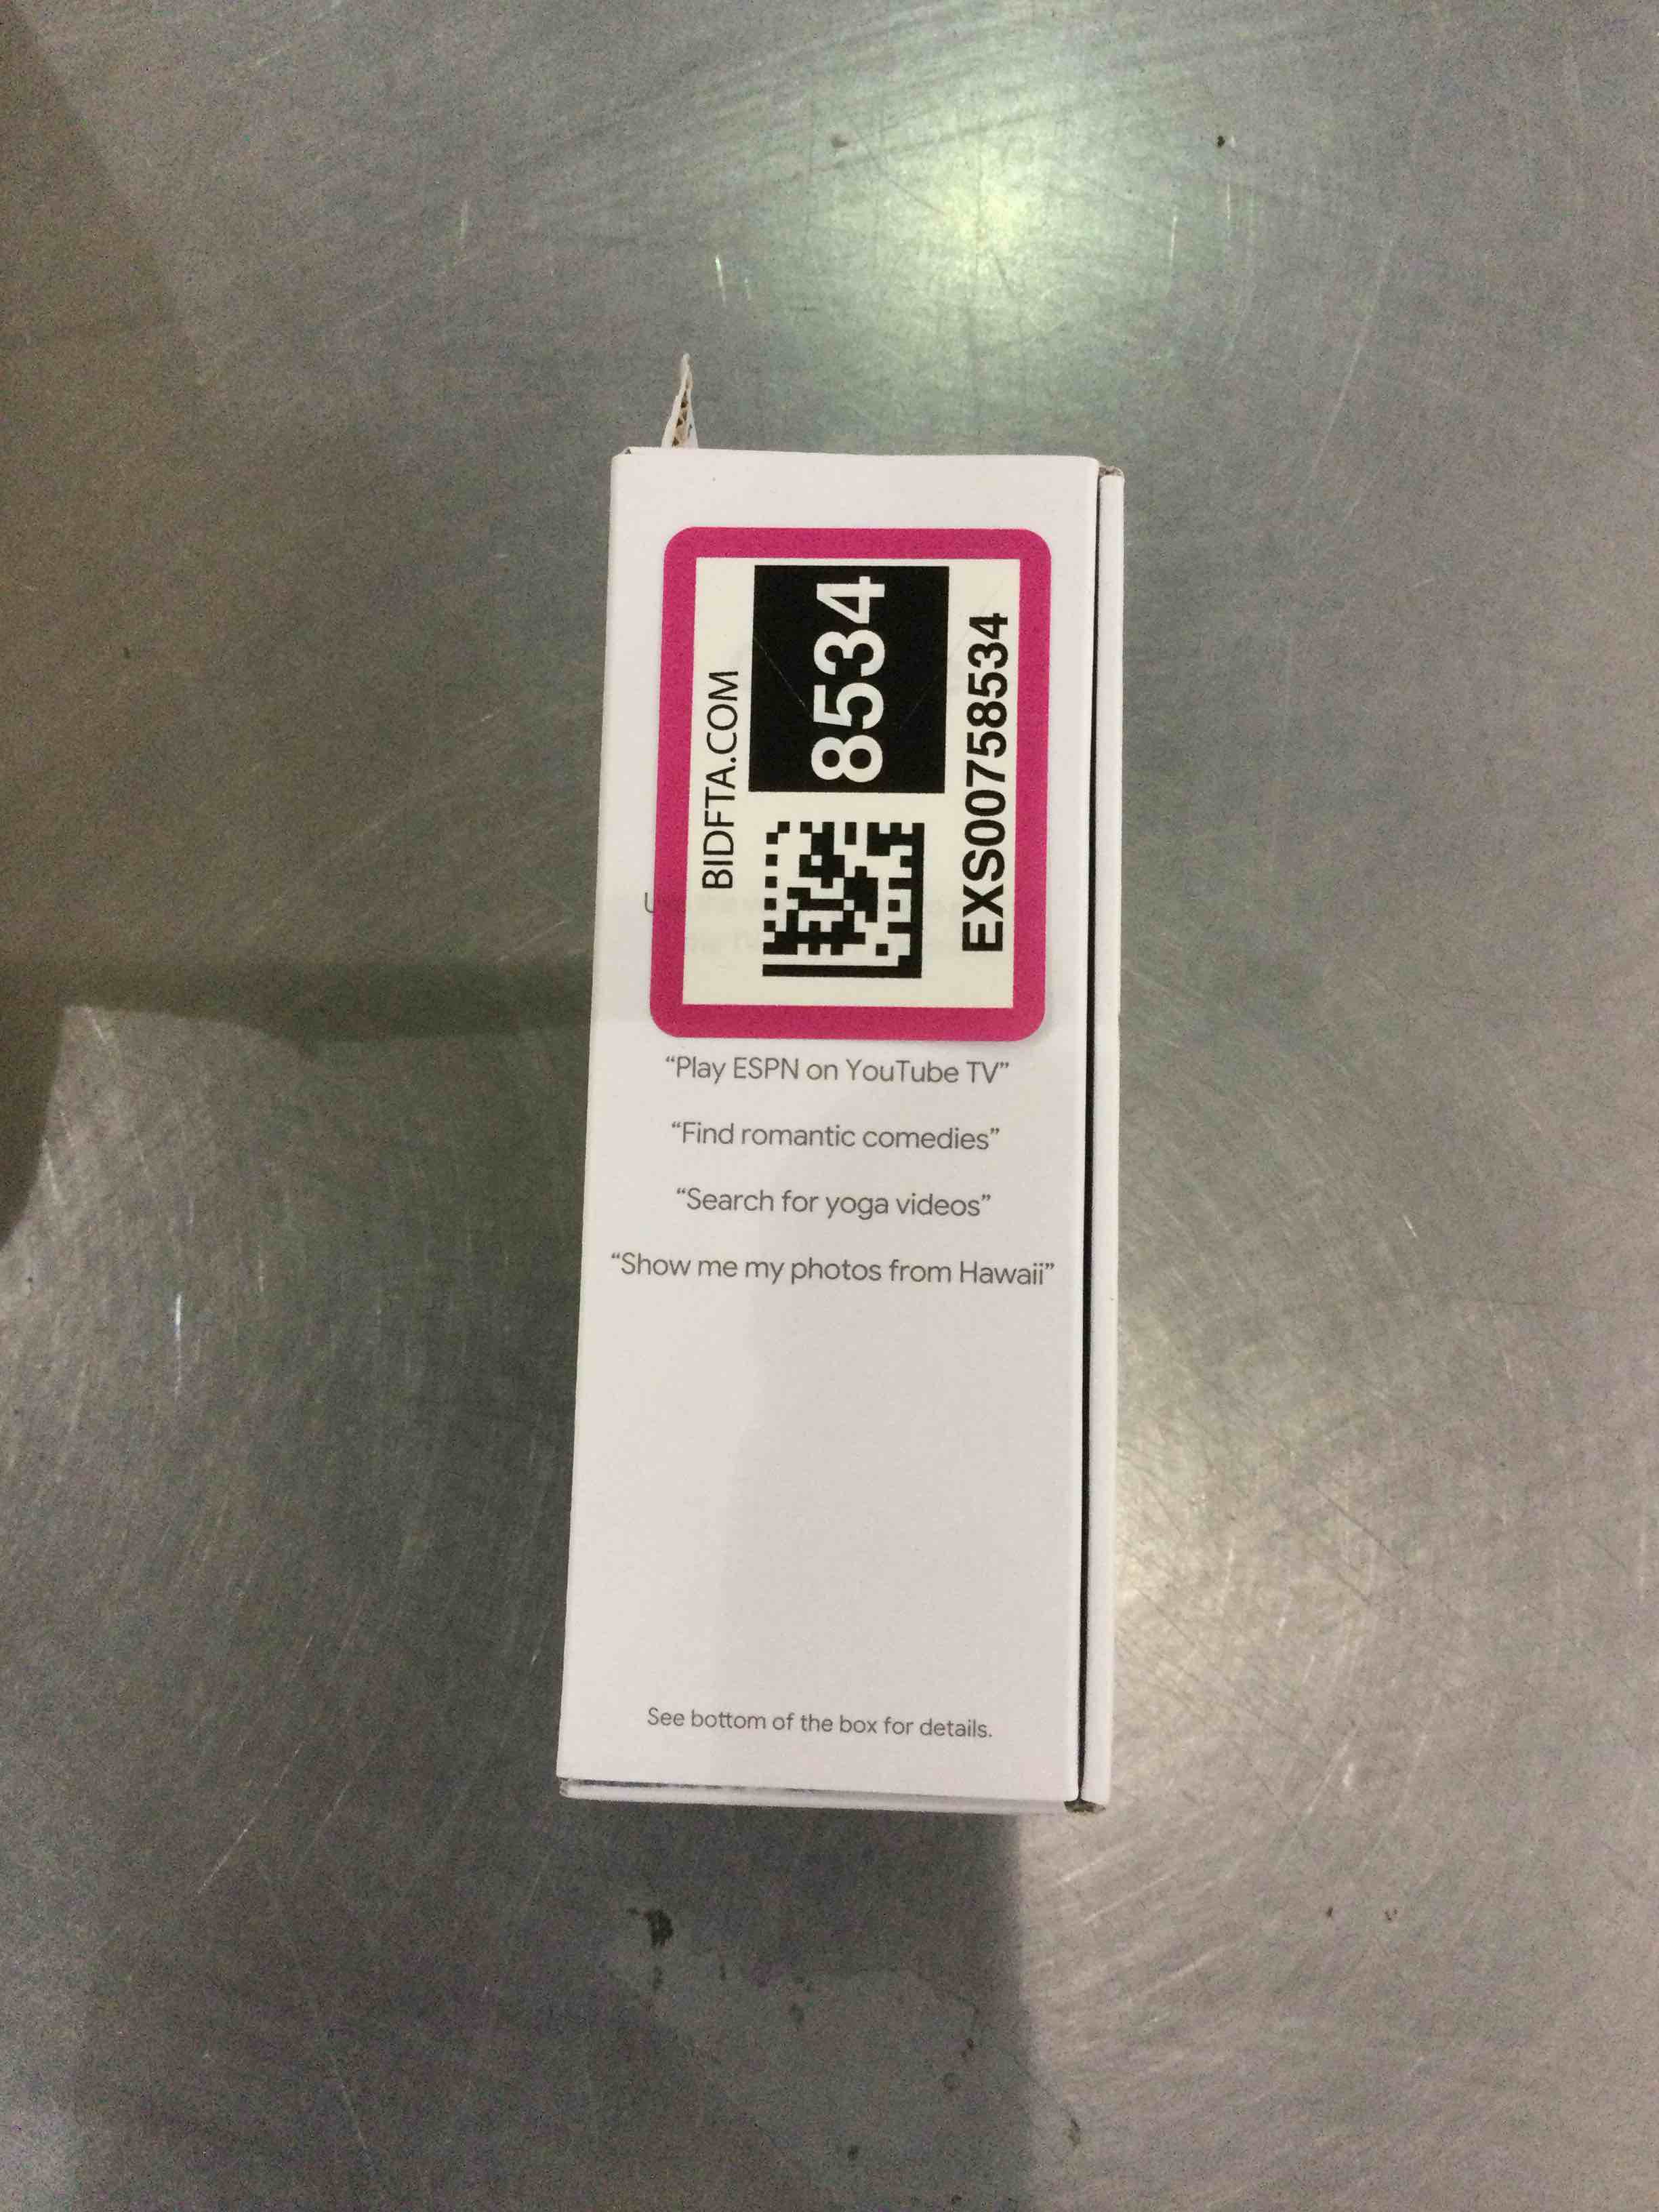 BIDFTA.COM
8534
EXS00758534
“Play ESPN on YouTube TV”
“Find romantic comedies”
“Search for yoga videos”
“Show me my photos from Hawaii”
See bottom of the box for details.